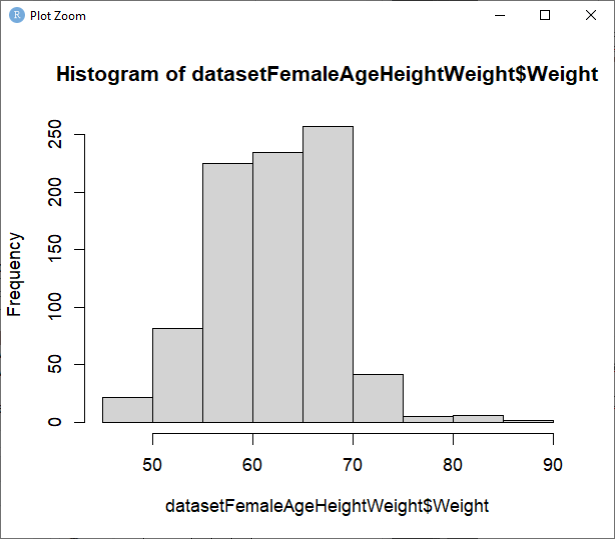 R Plot Zoom
Histogram of datasetFemaleAgeHeightWeight$Weight
Frequency
250
200
150
100
50
0
50 60 70 80 90
datasetFemaleAgeHeightWeight$Weight